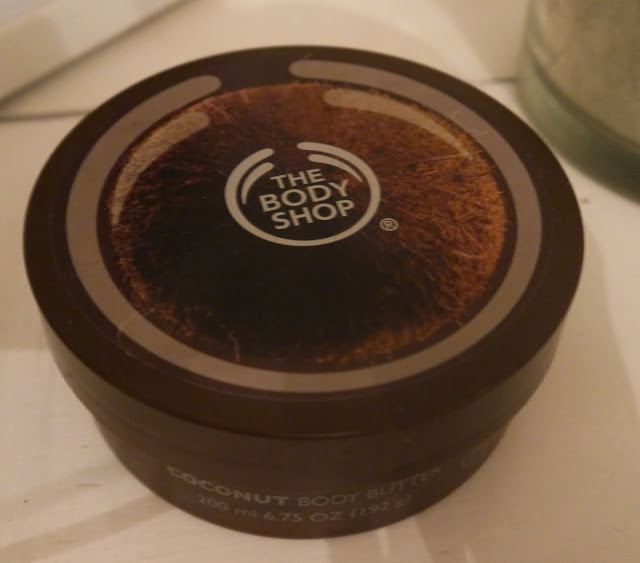 THE
BODY
SHOP
®
COCONUT BODY BUTTER
200 ml 6.75 OZ (192 g)